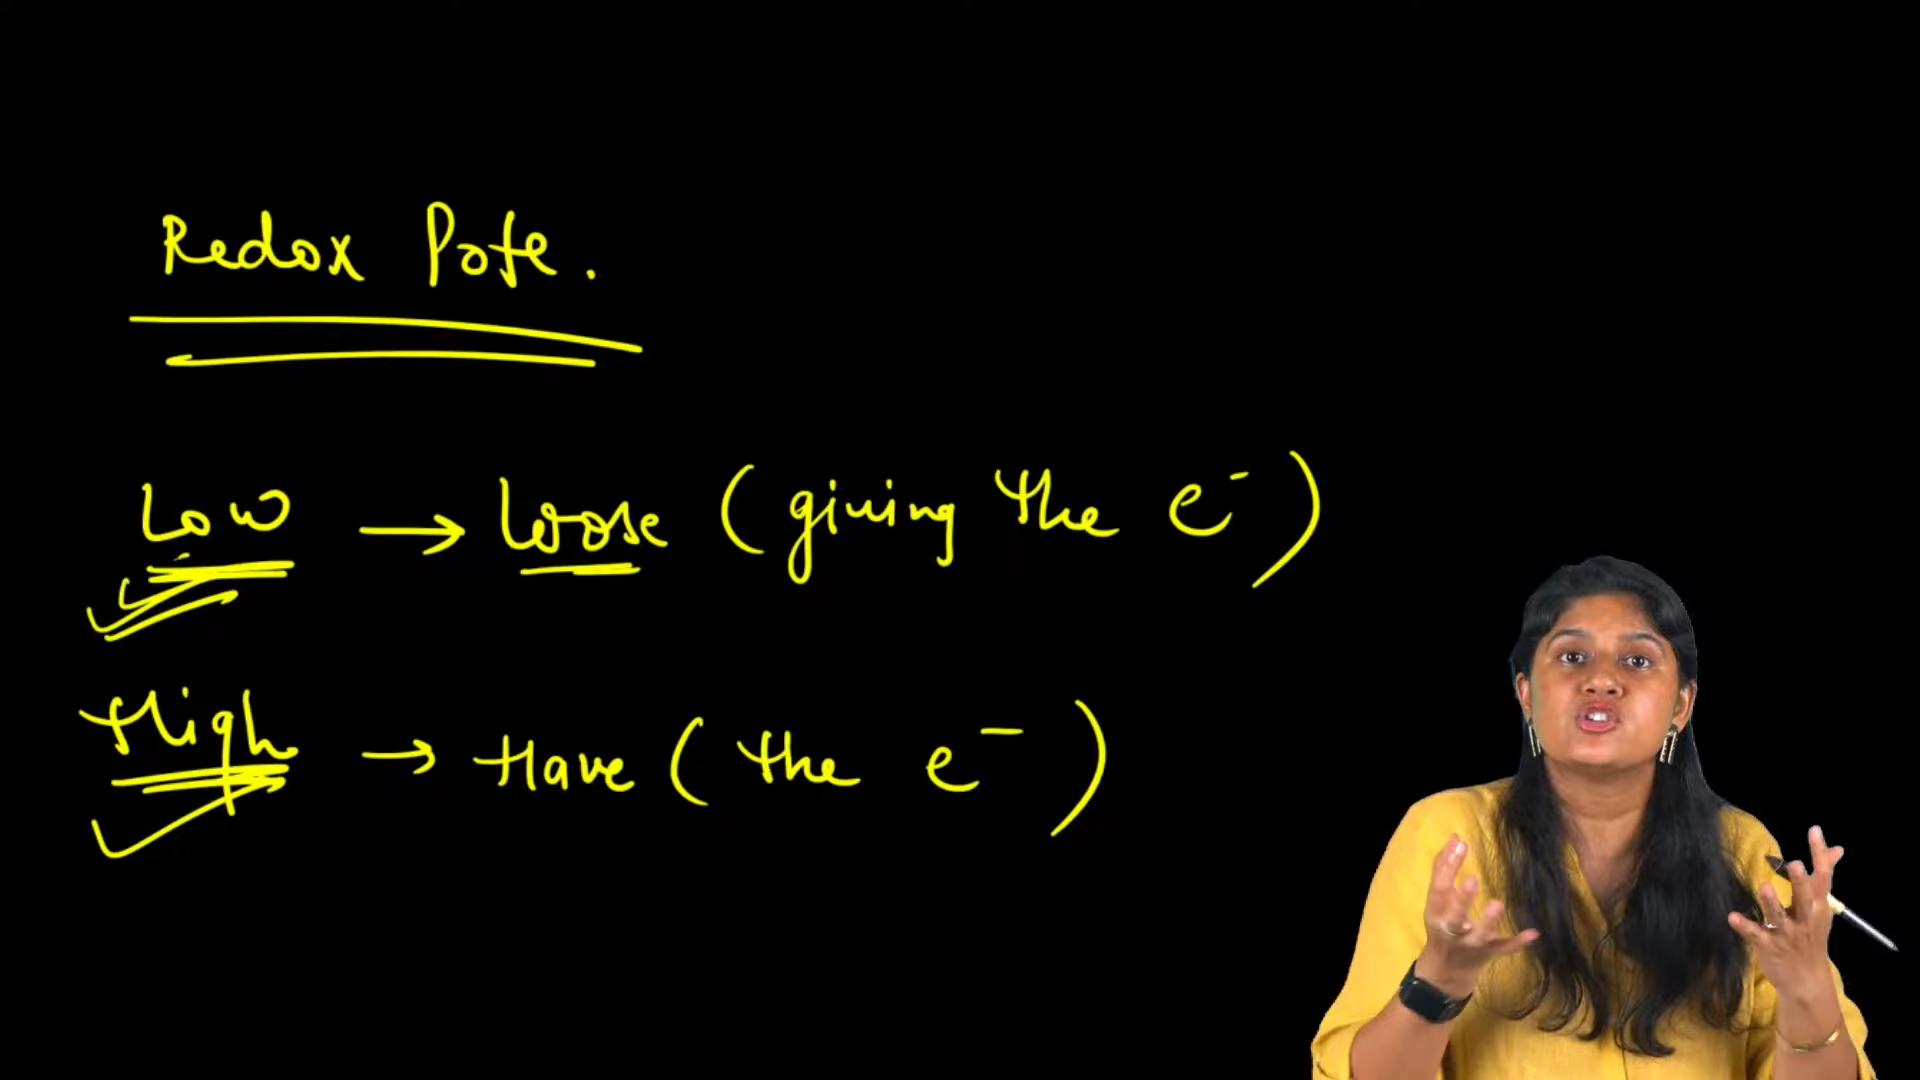 Redox Pote.
Low → Loose (giving the e⁻)
High → Have (the e⁻)